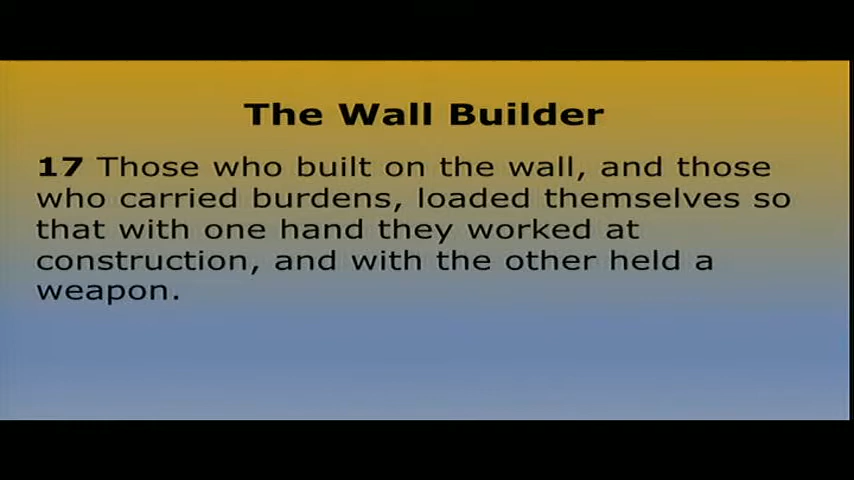 The Wall Builder
17 Those who built on the wall, and those
who carried burdens, loaded themselves so
that with one hand they worked at
construction, and with the other held a
weapon.